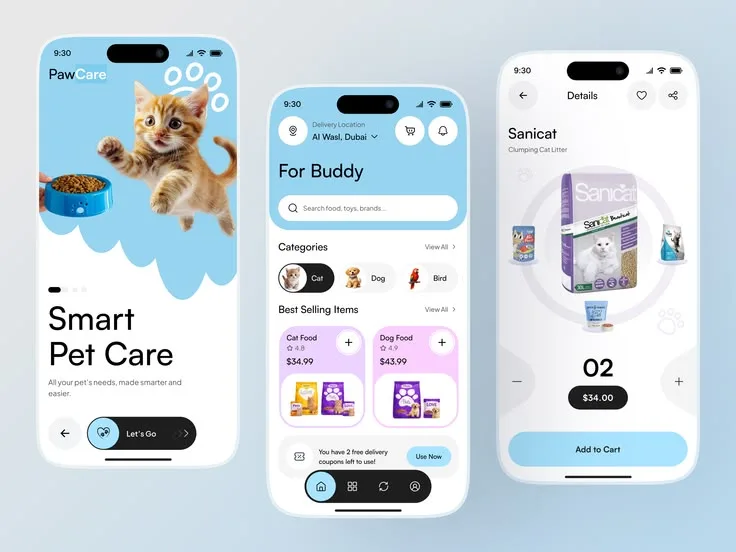 9:30
PawCare
Smart
Pet Care
All your pet's needs, made smarter and
easier.
Let's Go
9:30
Delivery Location
Al Wasl, Dubai
For Buddy
Search food, toys, brands...
Categories
View All
Cat
Dog
Bird
Best Selling Items
View All
Cat Food
4.8
$34.99
Dog Food
4.9
$43.99
LOVE
LOVE
You have 2 free delivery
coupons left to use!
Use Now
9:30
Details
Sanicat
Clumping Cat Litter
Sanicat
Sanicat
30L
02
$34.00
Add to Cart